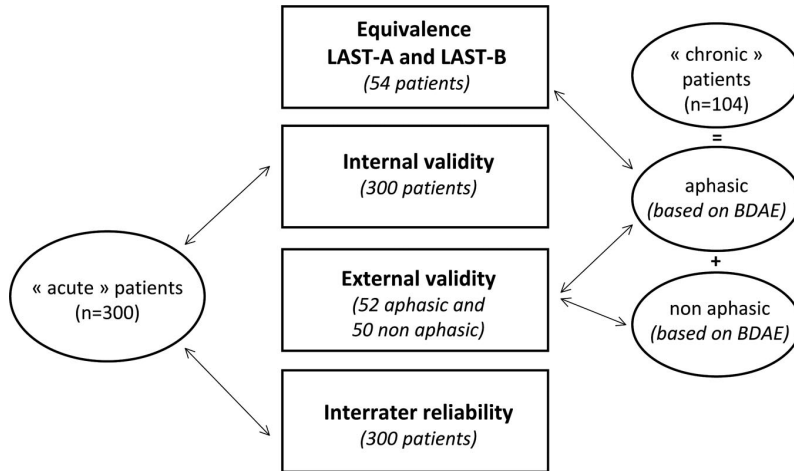 « acute » patients
(n=300)
Equivalence
LAST-A and LAST-B
(54 patients)
Internal validity
(300 patients)
External validity
(52 aphasic and
50 non aphasic)
Interrater reliability
(300 patients)
« chronic »
patients
(n=104)
=
aphasic
(based on BDAE)
+
non aphasic
(based on BDAE)